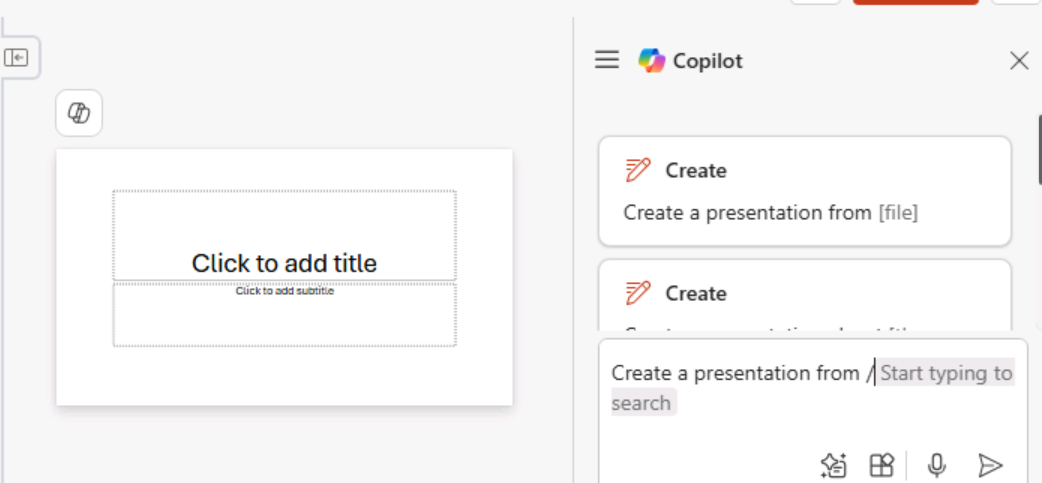 Copilot
Click to add title
Click to add subtitle
Create
Create a presentation from [file]
Create
Create a presentation from / Start typing to
search